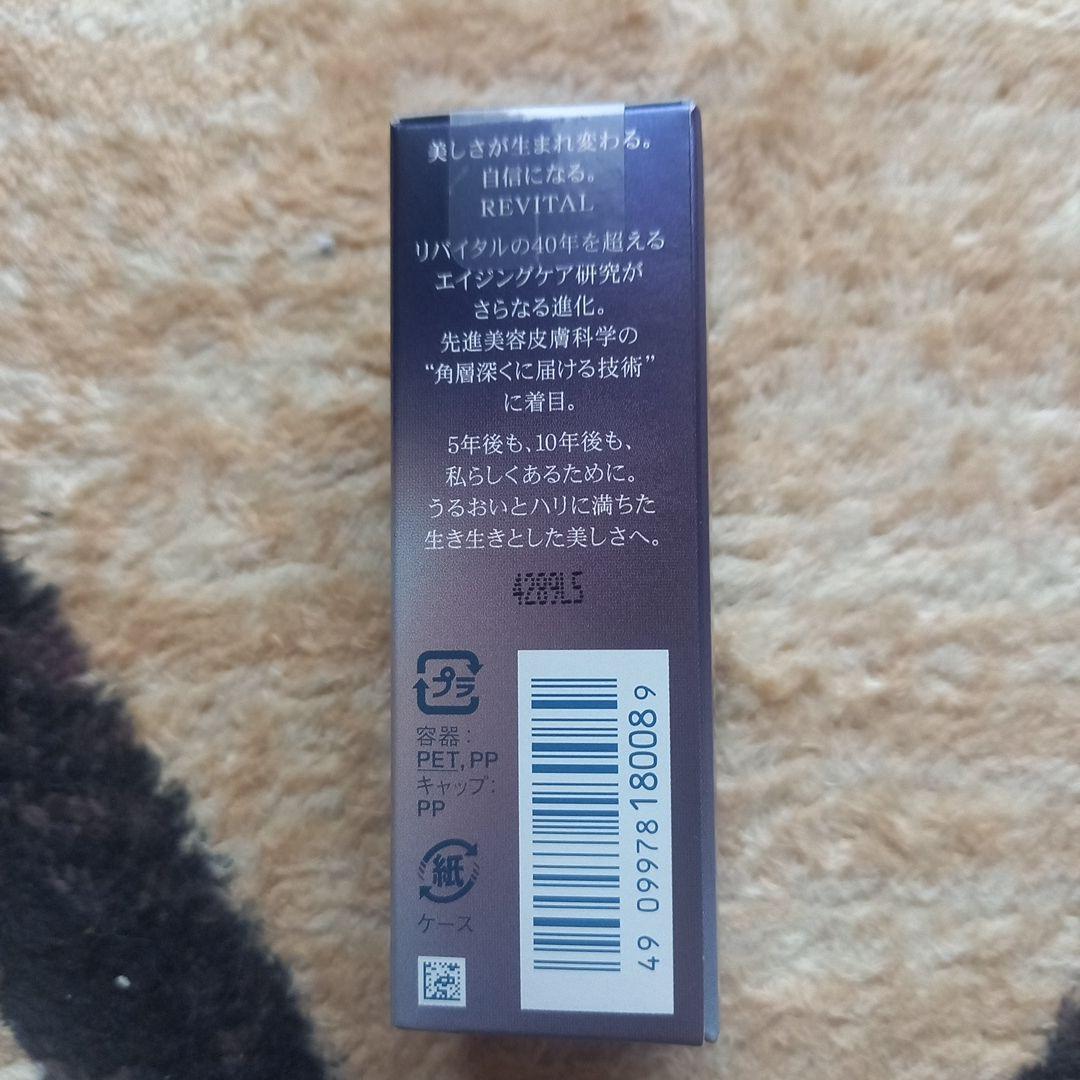 美しさが生まれ変わる。
自信になる。
REVITAL
リバイタルの40年を超える
エイジングケア研究が
さらなる進化。
先進美容皮膚科学の
“角層深くに届ける技術”
に着目。
5年後も、10年後も、
私らしくあるために。
うるおいとハリに満ちた
生き生きとした美しさへ。
4289LS
プラ
容器：
PET, PP
キャップ：
PP
紙
ケース
49 09978 180089